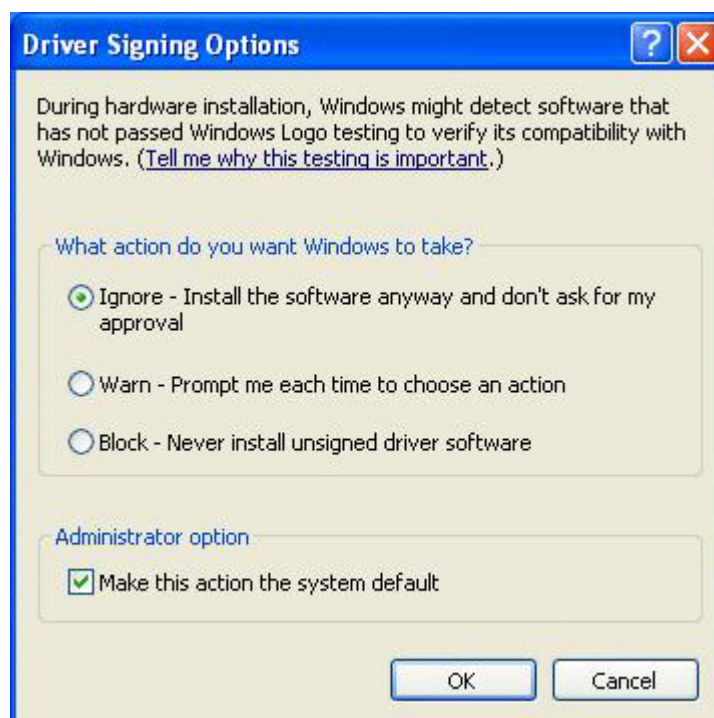 Driver Signing Options
During hardware installation, Windows might detect software that
has not passed Windows Logo testing to verify its compatibility with
Windows. (Tell me why this testing is important.)
What action do you want Windows to take?
Ignore - Install the software anyway and don't ask for my
approval
Warn - Prompt me each time to choose an action
Block - Never install unsigned driver software
Administrator option
Make this action the system default
OK Cancel